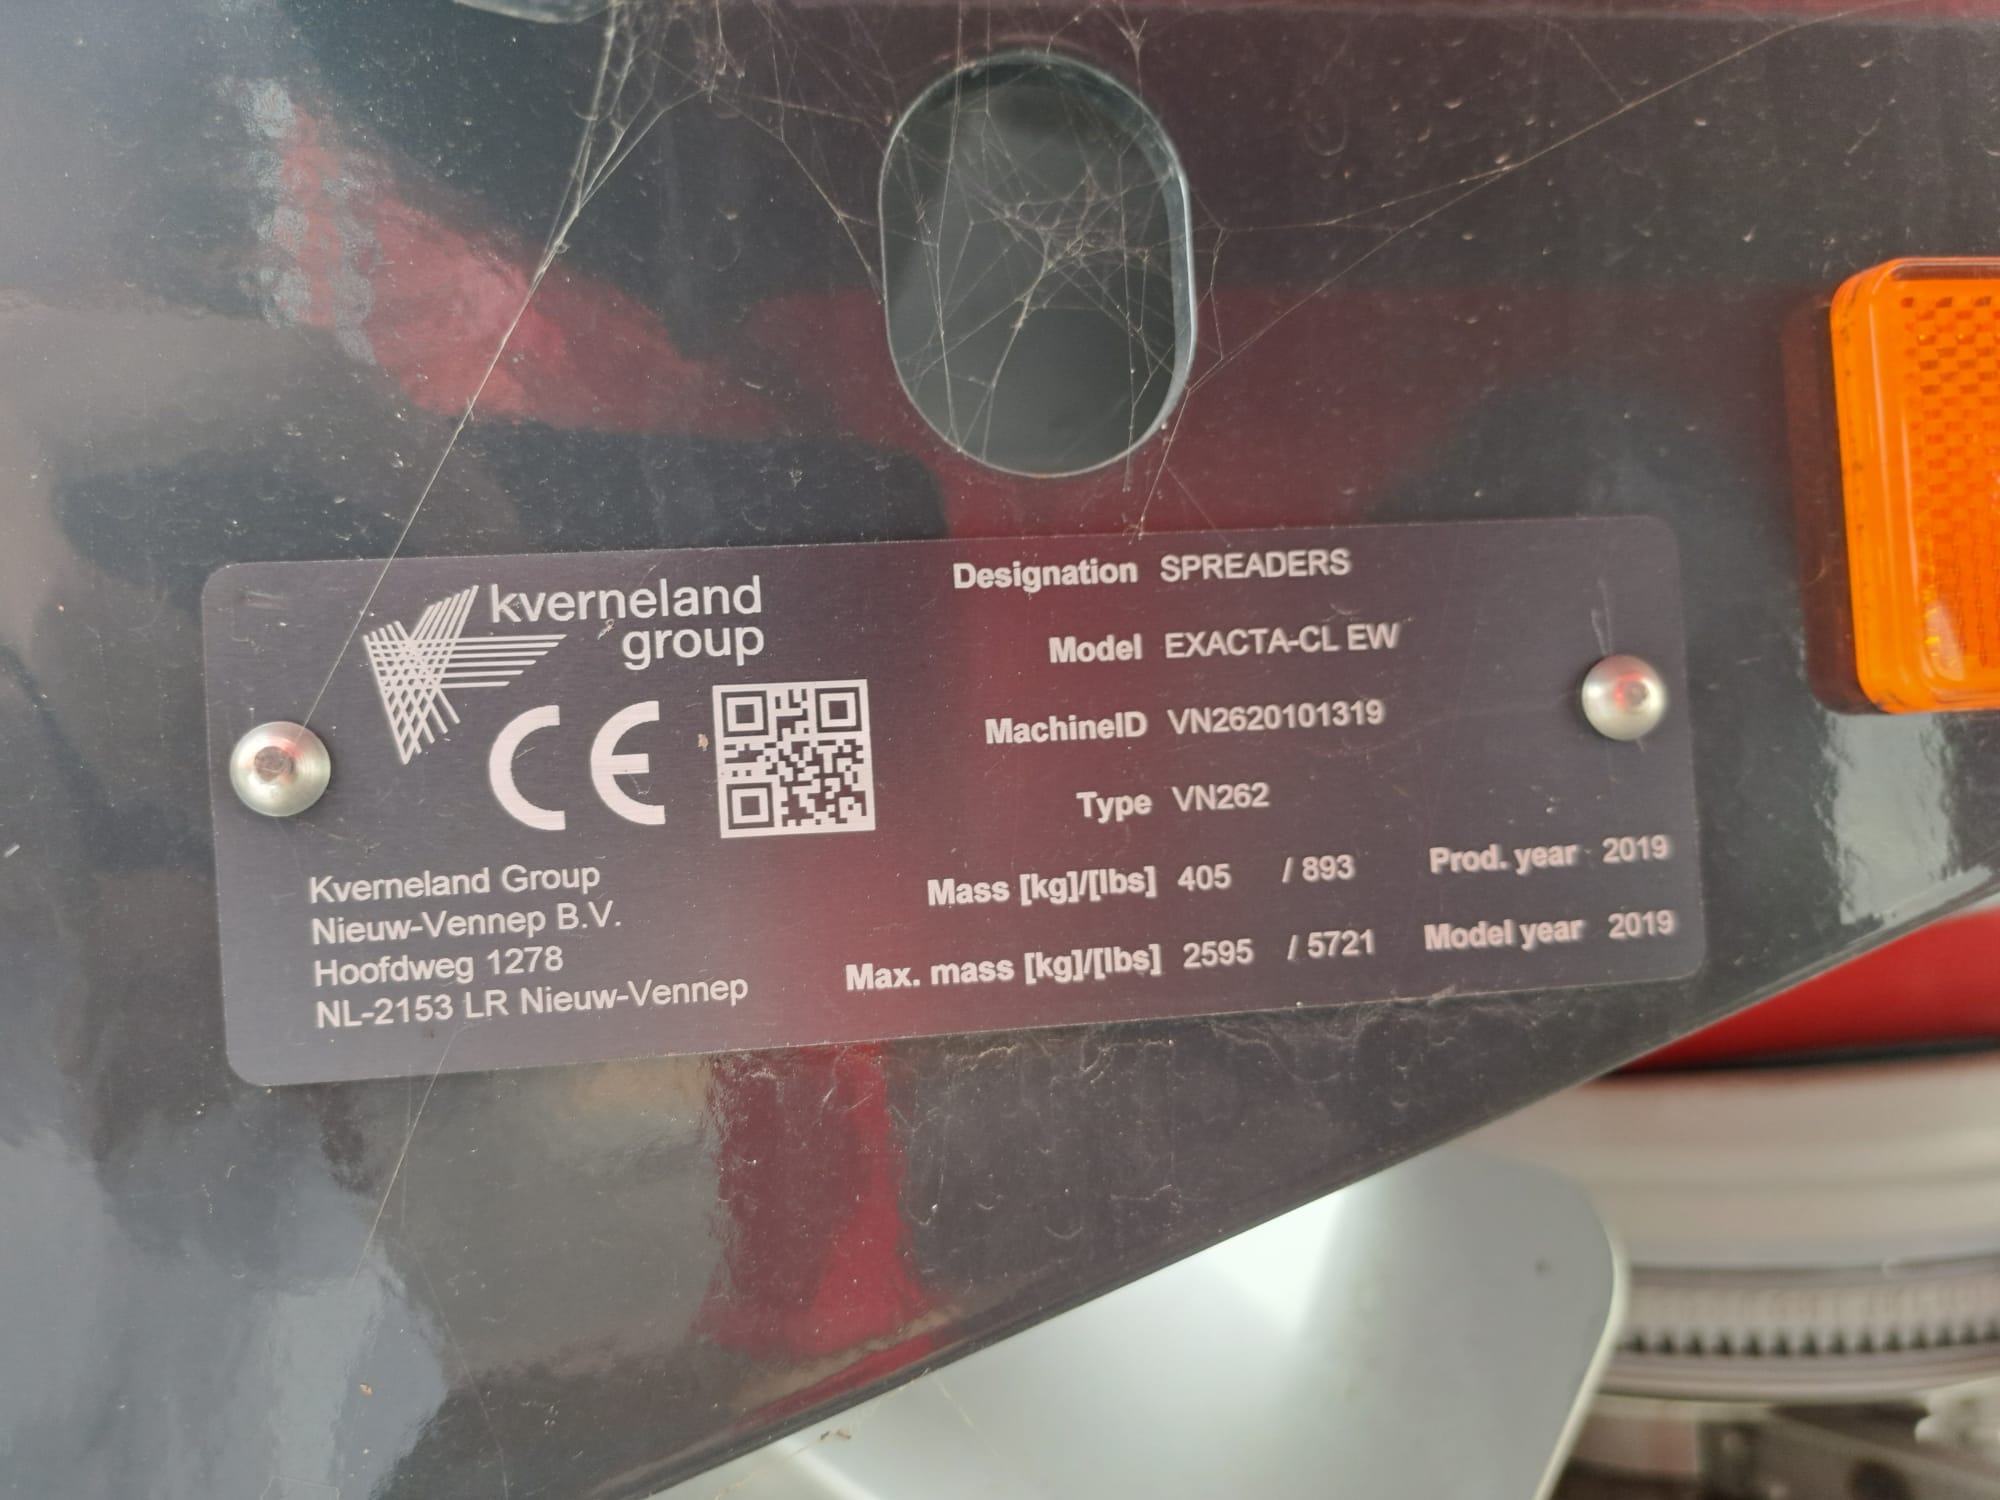 kverneland
group
CE
Kverneland Group
Nieuw-Vennep B.V.
Hoofdweg 1278
NL-2153 LR Nieuw-Vennep
Designation SPREADERS
Model EXACTA-CL EW
MachineID VN2620101319
Type VN262
Mass [kg]/[lbs] 405 / 893 Prod. year 2019
Max. mass [kg]/[lbs] 2595 / 5721 Model year 2019